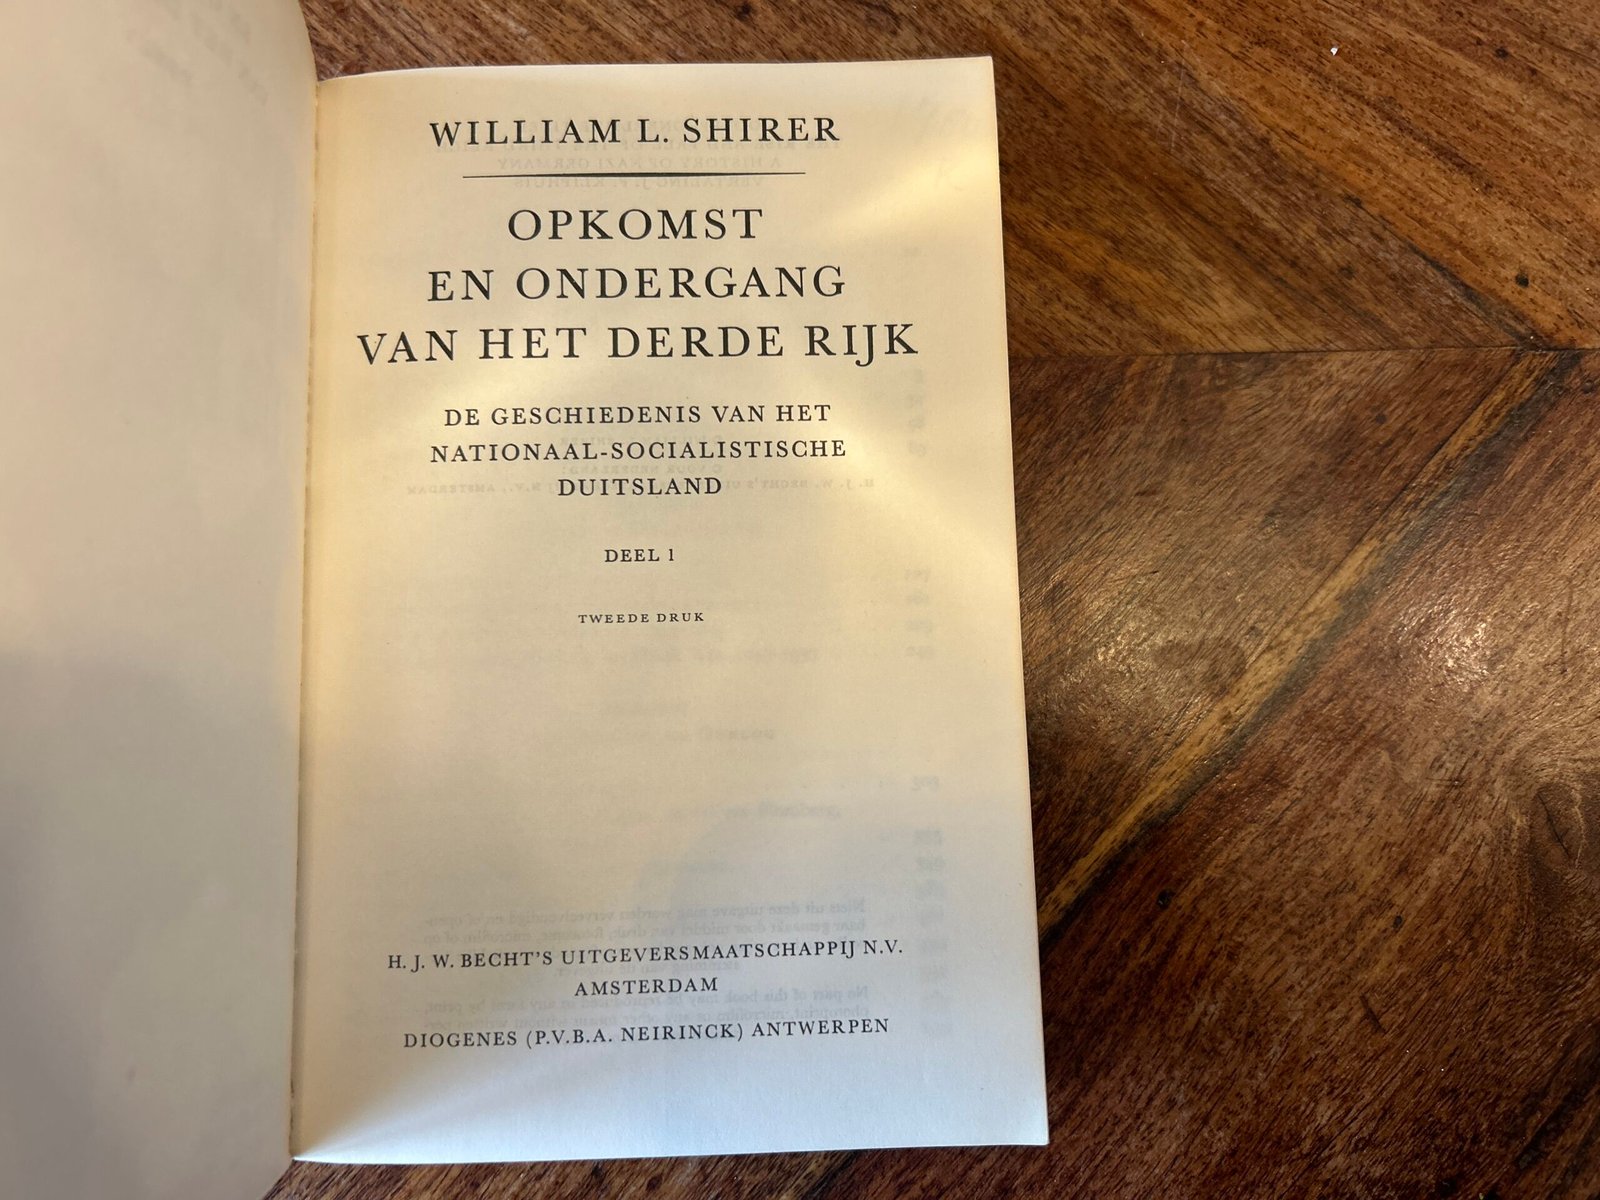 WILLIAM L. SHIRER
OPKOMST
EN ONDERGANG
VAN HET DERDE RIJK
DE GESCHIEDENIS VAN HET
NATIONAAL-SOCIALISTISCHE
DUITSLAND
DEEL 1
TWEEDE DRUK
H. J. W. BECHT'S UITGEVERSMAATSCHAPPIJ N.V.
AMSTERDAM
DIOGENES (P.V.B.A. NEIRINCK) ANTWERPEN